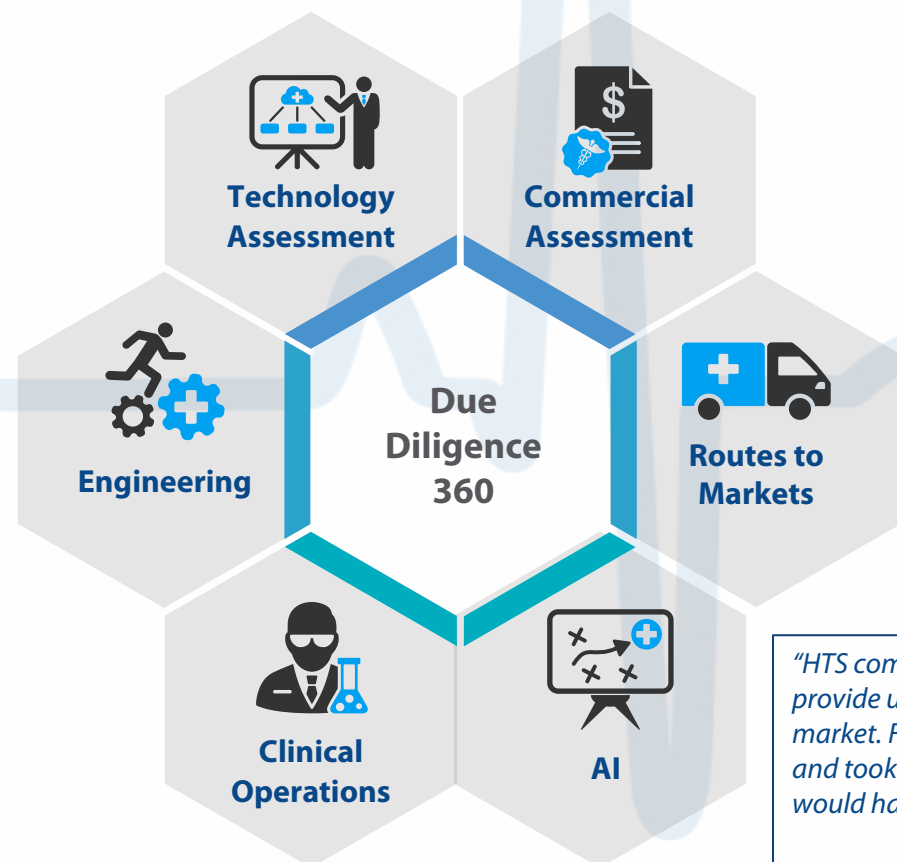 Technology
Assessment
Commercial
Assessment
$
Engineering
Due
Diligence
360
Routes to
Markets
Clinical
Operations
AI
“HTS com
provide u
market. F
and took
would ha